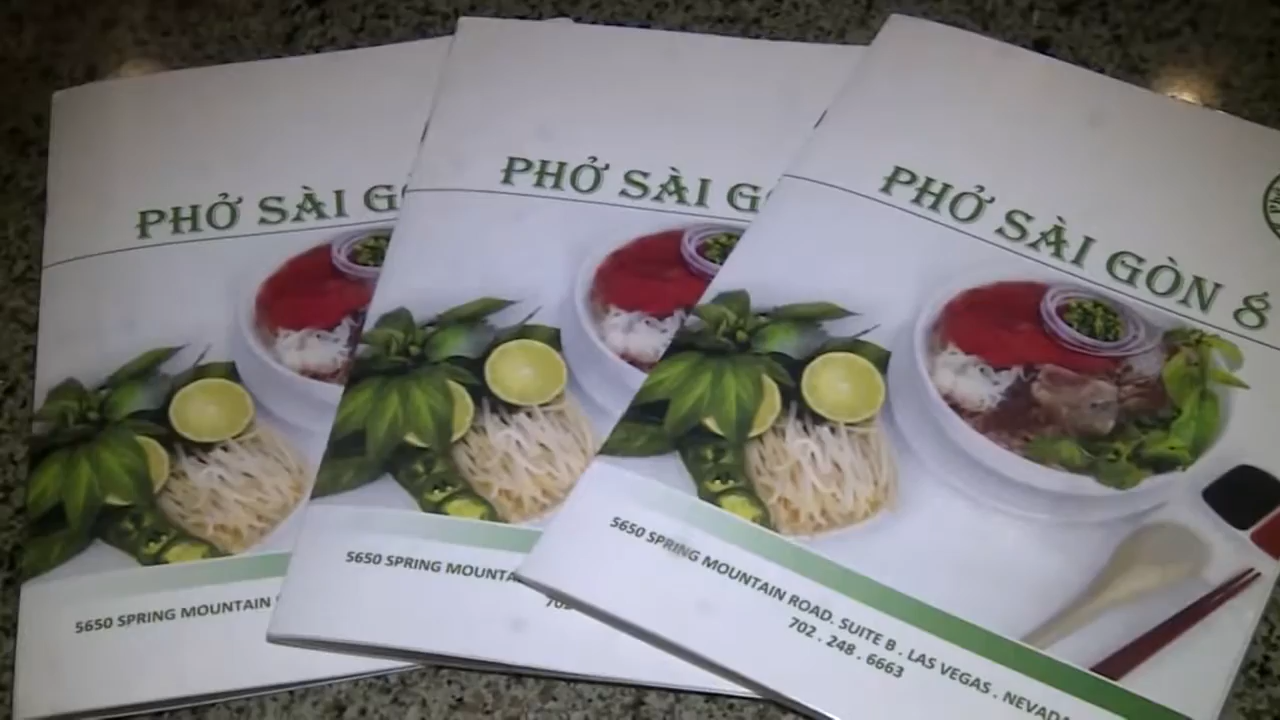 PHỞ SÀI G
5650 SPRING MOUNTAIN
PHỞ SÀI G
5650 SPRING MOUNTA
702
PHỞ SÀI GÒN 8
5650 SPRING MOUNTAIN ROAD. SUITE B . LAS VEGAS . NEVADA
702 . 248 . 6663